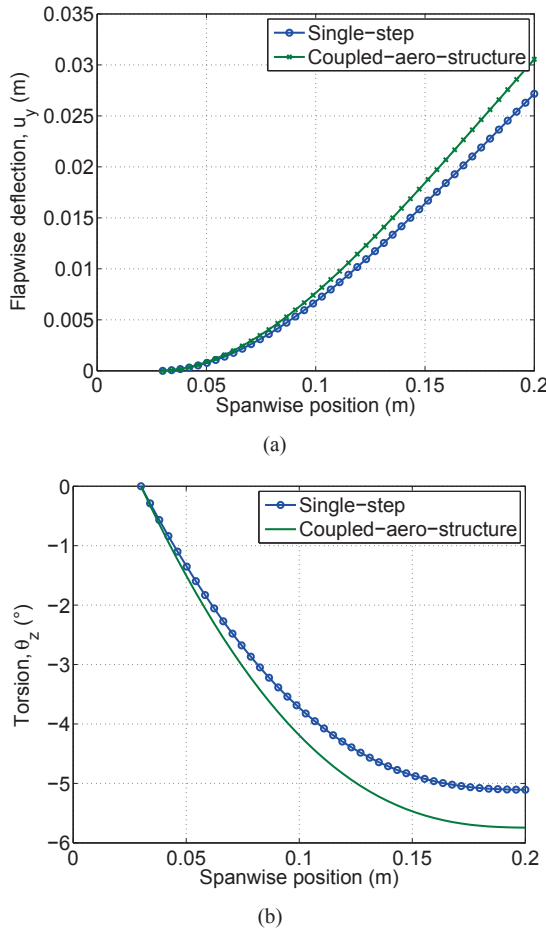 0.035
0.03
0.025
0.02
0.015
0.01
0.005
0
Flapwise deflection, u_y (m)
Single-step
Coupled-aero-structure
0 0.05 0.1 0.15 0.2
Spanwise position (m)
(a)
0
−1
−2
−3
−4
−5
−6
Torsion, θ_z (°)
Single-step
Coupled-aero-structure
0 0.05 0.1 0.15 0.2
Spanwise position (m)
(b)